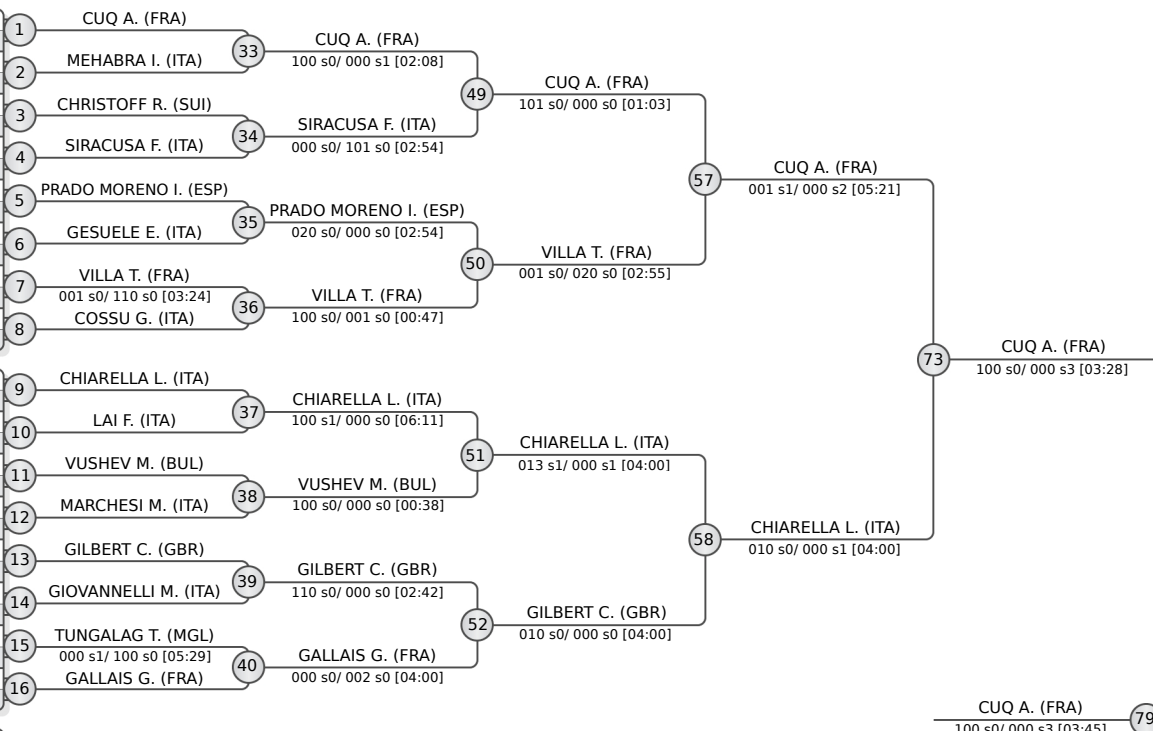 1
CUQ A. (FRA)
2
MEHABRA I. (ITA)
33
CUQ A. (FRA)
100 s0/ 000 s1 [02:08]
3
CHRISTOFF R. (SUI)
4
SIRACUSA F. (ITA)
34
SIRACUSA F. (ITA)
000 s0/ 101 s0 [02:54]
49
CUQ A. (FRA)
101 s0/ 000 s0 [01:03]
5
PRADO MORENO I. (ESP)
6
GESUELE E. (ITA)
35
PRADO MORENO I. (ESP)
020 s0/ 000 s0 [02:54]
7
VILLA T. (FRA)
001 s0/ 110 s0 [03:24]
8
COSSU G. (ITA)
36
VILLA T. (FRA)
100 s0/ 001 s0 [00:47]
50
VILLA T. (FRA)
001 s0/ 020 s0 [02:55]
57
CUQ A. (FRA)
001 s1/ 000 s2 [05:21]
9
CHIARELLA L. (ITA)
10
LAI F. (ITA)
37
CHIARELLA L. (ITA)
100 s1/ 000 s0 [06:11]
11
VUSHEV M. (BUL)
12
MARCHESI M. (ITA)
38
VUSHEV M. (BUL)
100 s0/ 000 s0 [00:38]
51
CHIARELLA L. (ITA)
013 s1/ 000 s1 [04:00]
13
GILBERT C. (GBR)
14
GIOVANNELLI M. (ITA)
39
GILBERT C. (GBR)
110 s0/ 000 s0 [02:42]
15
TUNGALAG T. (MGL)
000 s1/ 100 s0 [05:29]
16
GALLAIS G. (FRA)
40
GALLAIS G. (FRA)
000 s0/ 002 s0 [04:00]
52
GILBERT C. (GBR)
010 s0/ 000 s0 [04:00]
58
CHIARELLA L. (ITA)
010 s0/ 000 s1 [04:00]
73
CUQ A. (FRA)
100 s0/ 000 s3 [03:28]
CUQ A. (FRA)
100 s0/ 000 s3 [03:45]
79